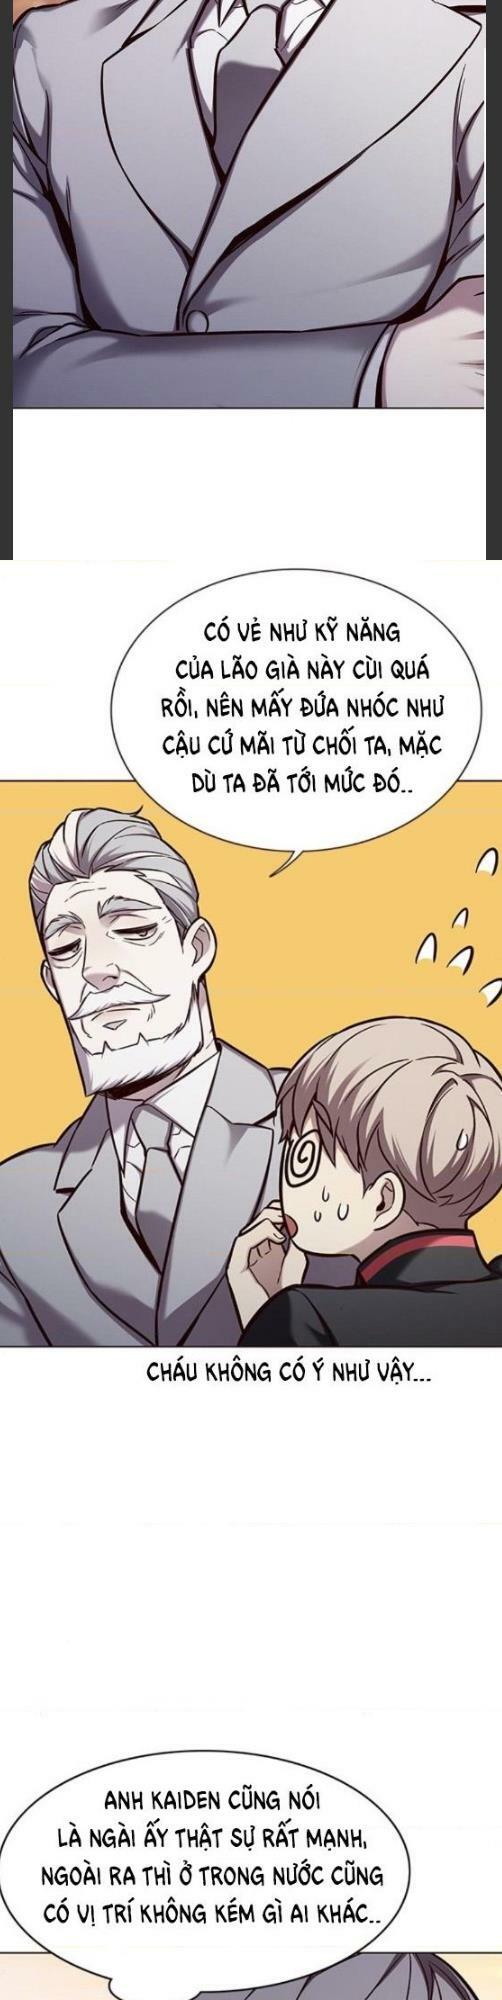 CÓ VẺ NHƯ KỸ NĂNG
CỦA LÃO GIÀ NÀY CÙI QUÁ
RỒI, NÊN MẤY ĐỨA NHÓC NHƯ
CẬU CỨ MÃI TỪ CHỐI TA, MẶC
DÙ TA ĐÃ TỚI MỨC ĐÓ..
CHÁU KHÔNG CÓ Ý NHƯ VẬY...
ANH KAIDEN CŨNG NÓI
LÀ NGÀI ẤY THẬT SỰ RẤT MẠNH,
NGOÀI RA THÌ Ở TRONG NƯỚC CŨNG
CÓ VỊ TRÍ KHÔNG KÉM GÌ AI KHÁC..